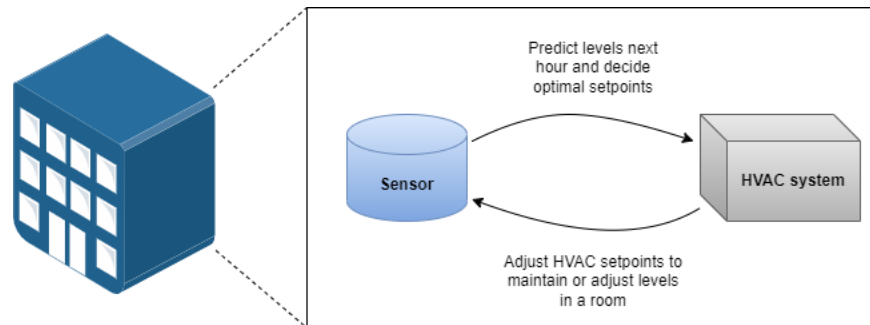 Predict levels next
hour and decide
optimal setpoints
Sensor
HVAC system
Adjust HVAC setpoints to
maintain or adjust levels
in a room